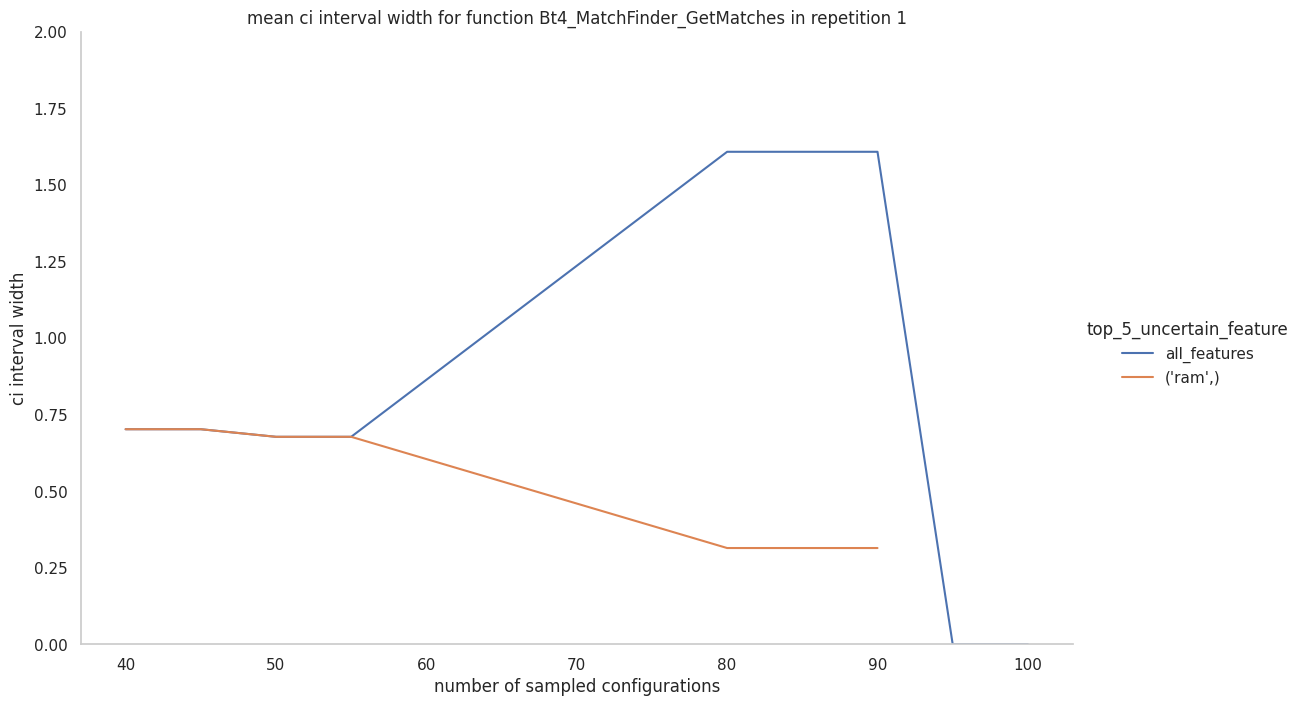 mean ci interval width for function Bt4_MatchFinder_GetMatches in repetition 1
2.00
1.75
1.50
1.25
1.00
0.75
0.50
0.25
0.00
ci interval width
40 50 60 70 80 90 100
number of sampled configurations
top_5_uncertain_feature
all_features
('ram',)